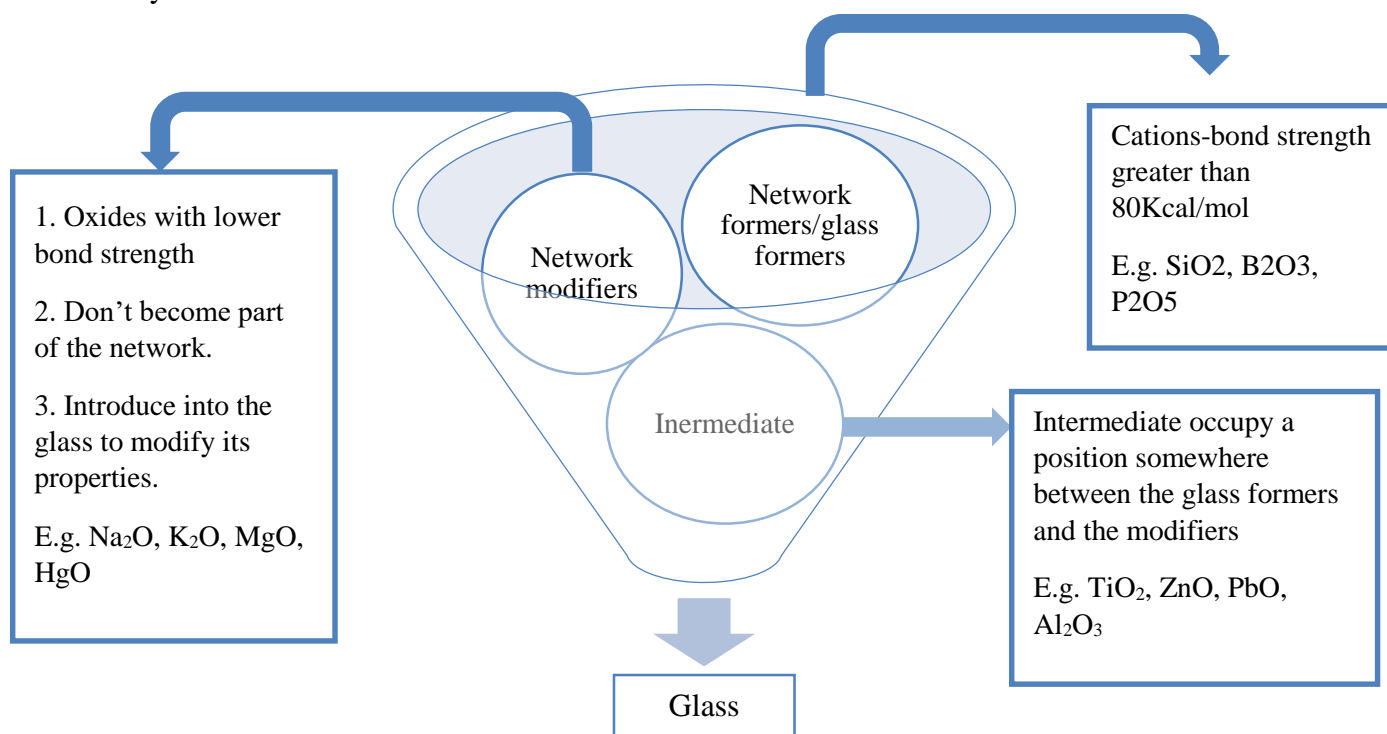 1. Oxides with lower
bond strength
2. Don’t become part
of the network.
3. Introduce into the
glass to modify its
properties.
E.g. Na₂O, K₂O, MgO,
HgO
Network
modifiers
Network
formers/glass
formers
Inermediate
Cations-bond strength
greater than
80Kcal/mol
E.g. SiO2, B2O3,
P2O5
Intermediate occupy a
position somewhere
between the glass formers
and the modifiers
E.g. TiO₂, ZnO, PbO,
Al₂O₃
Glass